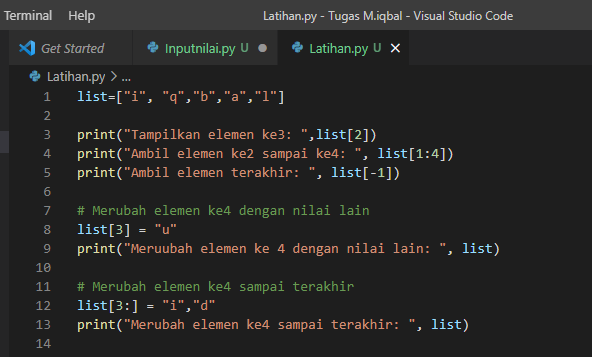 Terminal Help Latihan.py - Tugas M.iqbal - Visual Studio Code
Get Started Inputnilai.py U Latihan.py U
Latihan.py > ...
1 list=["i", "q","b","a","l"]
2
3 print("Tampilkan elemen ke3: ",list[2])
4 print("Ambil elemen ke2 sampai ke4: ", list[1:4])
5 print("Ambil elemen terakhir: ", list[-1])
6
7 # Merubah elemen ke4 dengan nilai lain
8 list[3] = "u"
9 print("Meruubah elemen ke 4 dengan nilai lain: ", list)
10
11 # Merubah elemen ke4 sampai terakhir
12 list[3:] = "i","d"
13 print("Merubah elemen ke4 sampai terakhir: ", list)
14